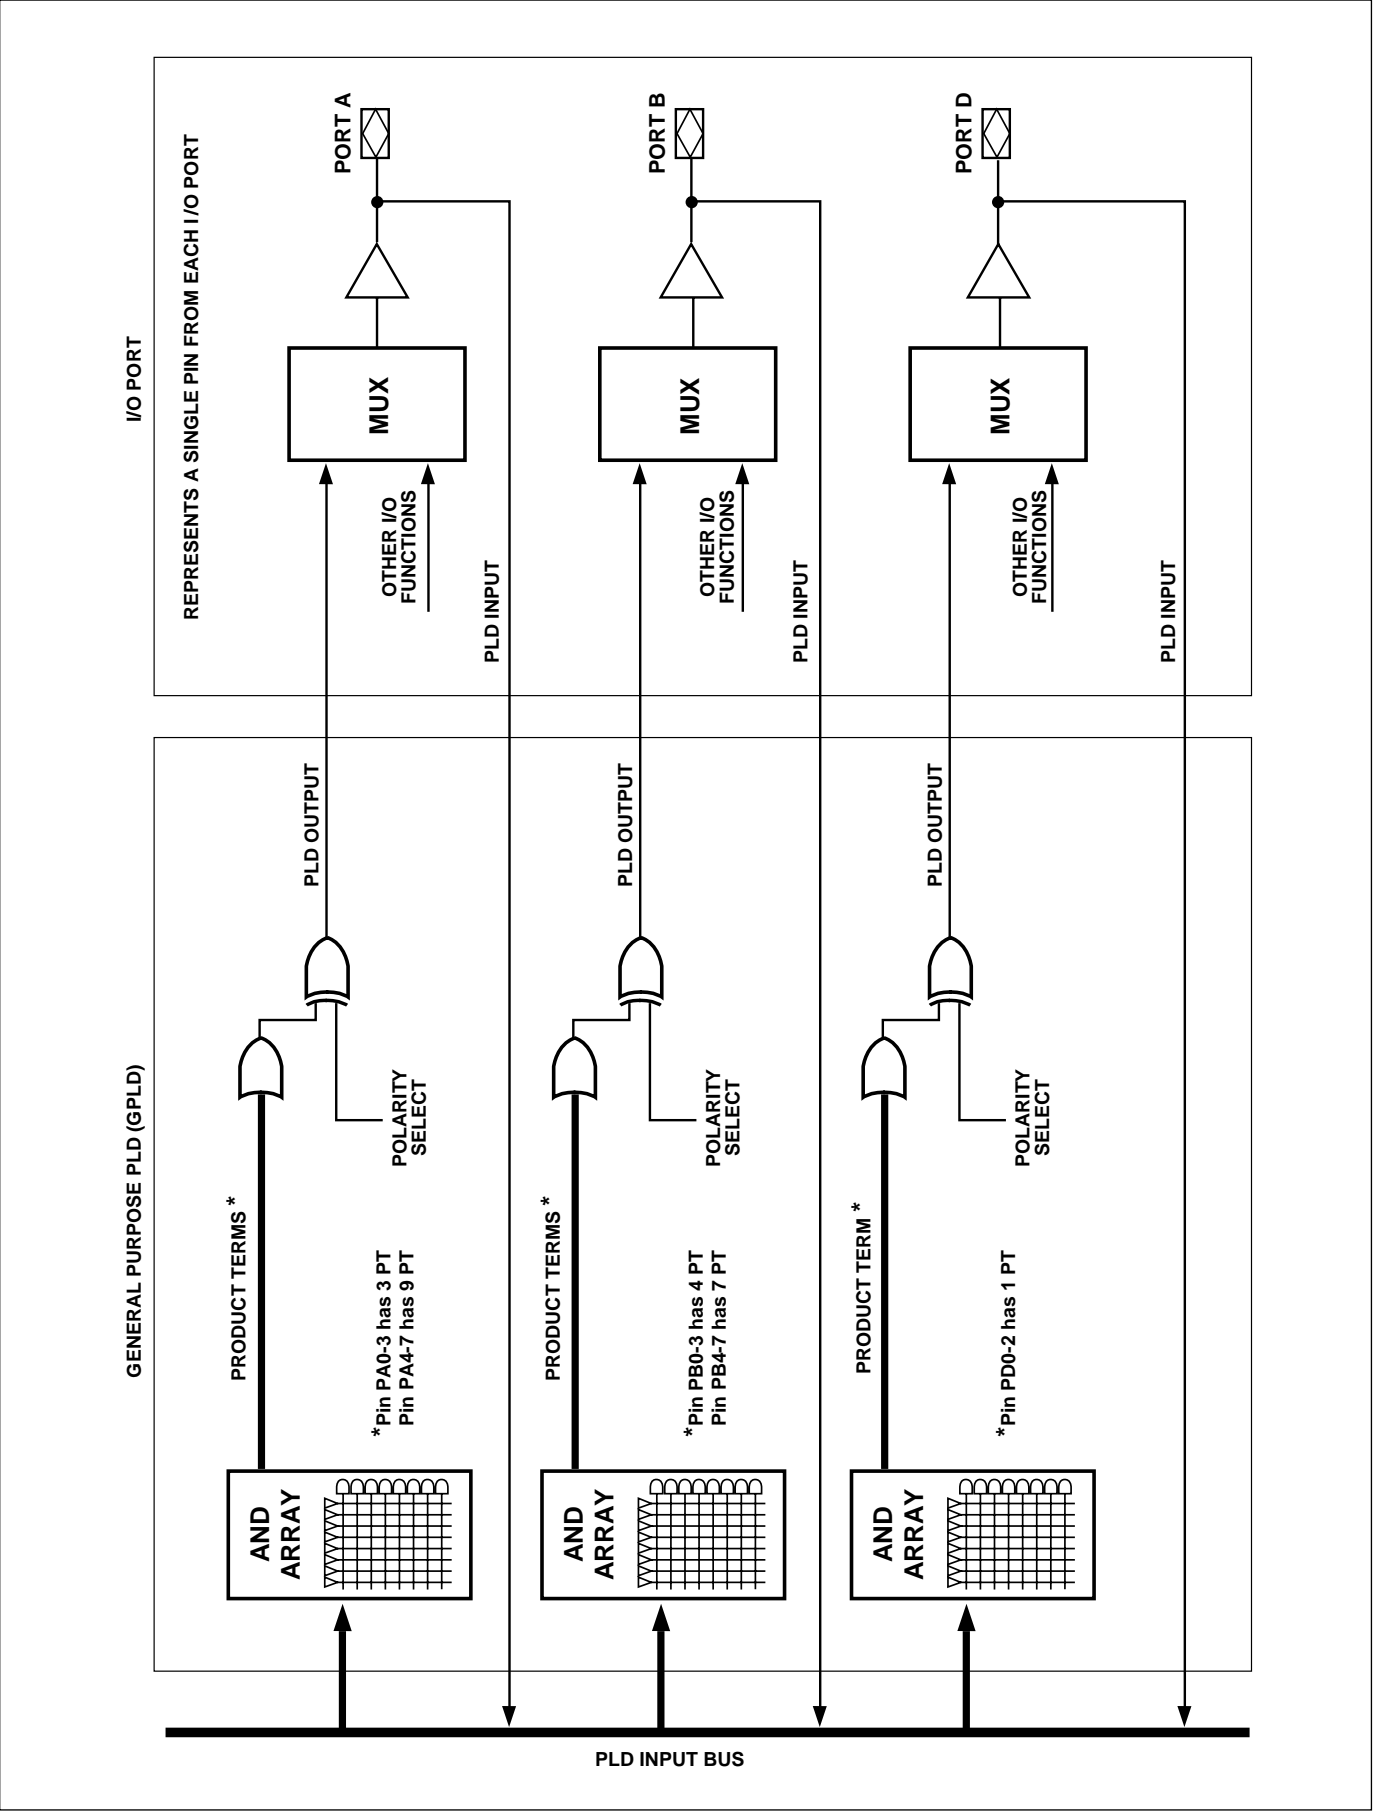 GENERAL PURPOSE PLD (GPLD)
I/O PORT
REPRESENTS A SINGLE PIN FROM EACH I/O PORT
AND
ARRAY
PRODUCT TERMS *
*Pin PA0-3 has 3 PT
Pin PA4-7 has 9 PT
POLARITY
SELECT
PLD OUTPUT
OTHER I/O
FUNCTIONS
MUX
PORT A
PLD INPUT
AND
ARRAY
PRODUCT TERMS *
*Pin PB0-3 has 4 PT
Pin PB4-7 has 7 PT
POLARITY
SELECT
PLD OUTPUT
OTHER I/O
FUNCTIONS
MUX
PORT B
PLD INPUT
AND
ARRAY
PRODUCT TERM *
*Pin PD0-2 has 1 PT
POLARITY
SELECT
PLD OUTPUT
OTHER I/O
FUNCTIONS
MUX
PORT D
PLD INPUT
PLD INPUT BUS